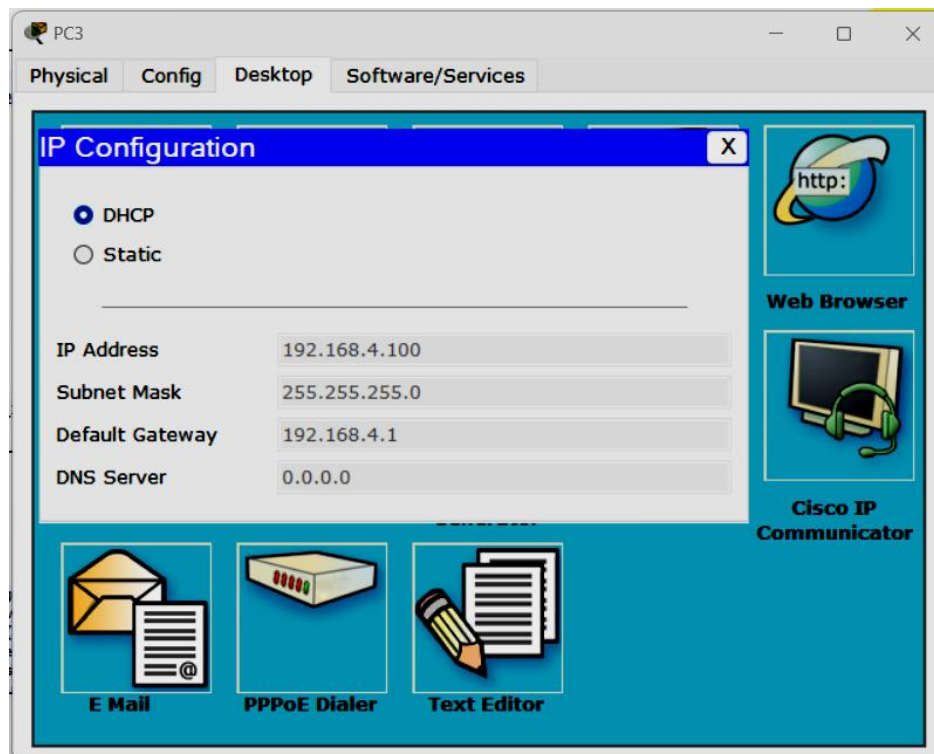 PC3
Physical Config Desktop Software/Services
IP Configuration X
http:
DHCP
Static
Web Browser
IP Address 192.168.4.100
Subnet Mask 255.255.255.0
Default Gateway 192.168.4.1
DNS Server 0.0.0.0
Cisco IP
Communicator
@
E Mail PPPoE Dialer Text Editor